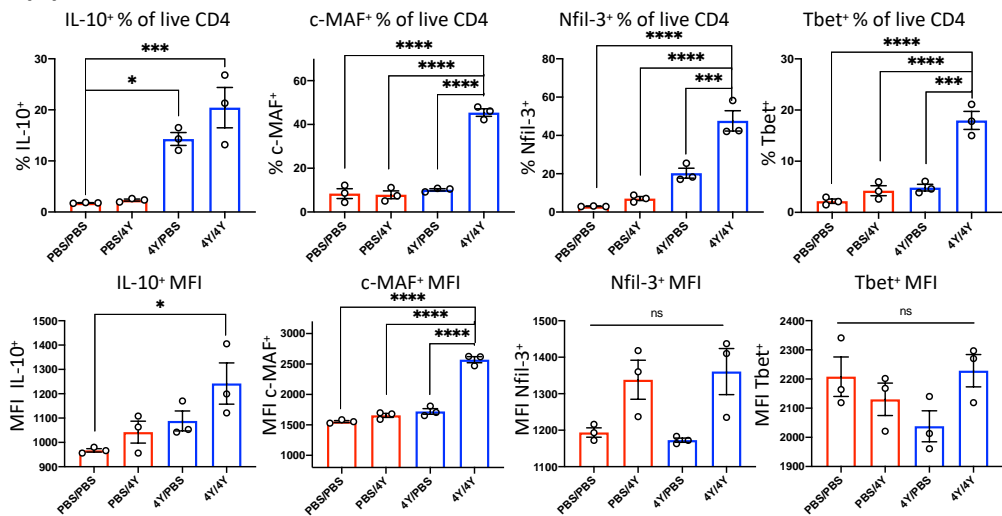 IL-10⁺ % of live CD4
c-MAF⁺ % of live CD4
Nfil-3⁺ % of live CD4
Tbet⁺ % of live CD4
% IL-10⁺
30
20
10
0
***
*
PBS/PBS
PBS/4Y
4Y/PBS
4Y/4Y
% c-MAF⁺
60
40
20
0
****
****
****
PBS/PBS
PBS/4Y
4Y/PBS
4Y/4Y
% Nfil-3⁺
80
60
40
20
0
****
****
***
PBS/PBS
PBS/4Y
4Y/PBS
4Y/4Y
% Tbet⁺
30
20
10
0
****
****
***
PBS/PBS
PBS/4Y
4Y/PBS
4Y/4Y
IL-10⁺ MFI
c-MAF⁺ MFI
Nfil-3⁺ MFI
Tbet⁺ MFI
MFI IL-10⁺
1500
1400
1300
1200
1100
1000
900
*
PBS/PBS
PBS/4Y
4Y/PBS
4Y/4Y
MFI c-MAF⁺
2500
2000
1500
1000
****
****
****
PBS/PBS
PBS/4Y
4Y/PBS
4Y/4Y
MFI Nfil-3⁺
1500
1400
1300
1200
1100
ns
PBS/PBS
PBS/4Y
4Y/PBS
4Y/4Y
MFI Tbet⁺
2400
2300
2200
2100
2000
1900
ns
PBS/PBS
PBS/4Y
4Y/PBS
4Y/4Y